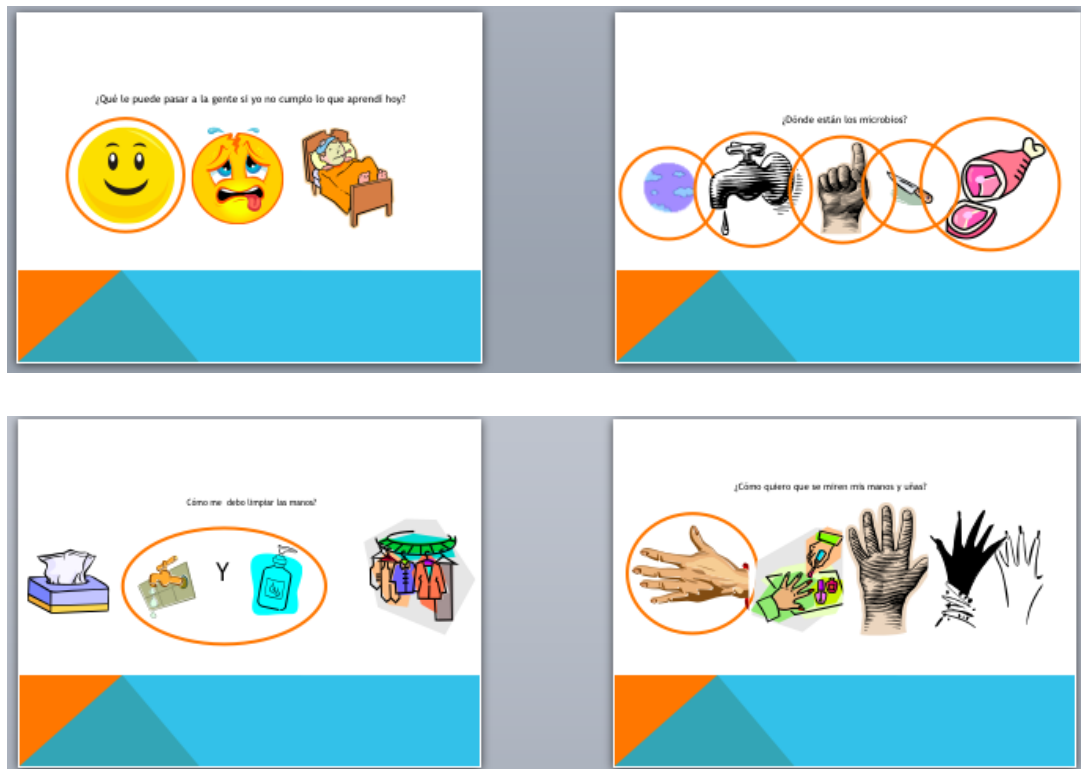 ¿Qué le puede pasar a la gente si yo no cumplo lo que aprendí hoy?
¿Dónde están los microbios?
Cómo me debo limpiar las manos?
Y
¿Cómo quiero que se miren mis manos y uñas?